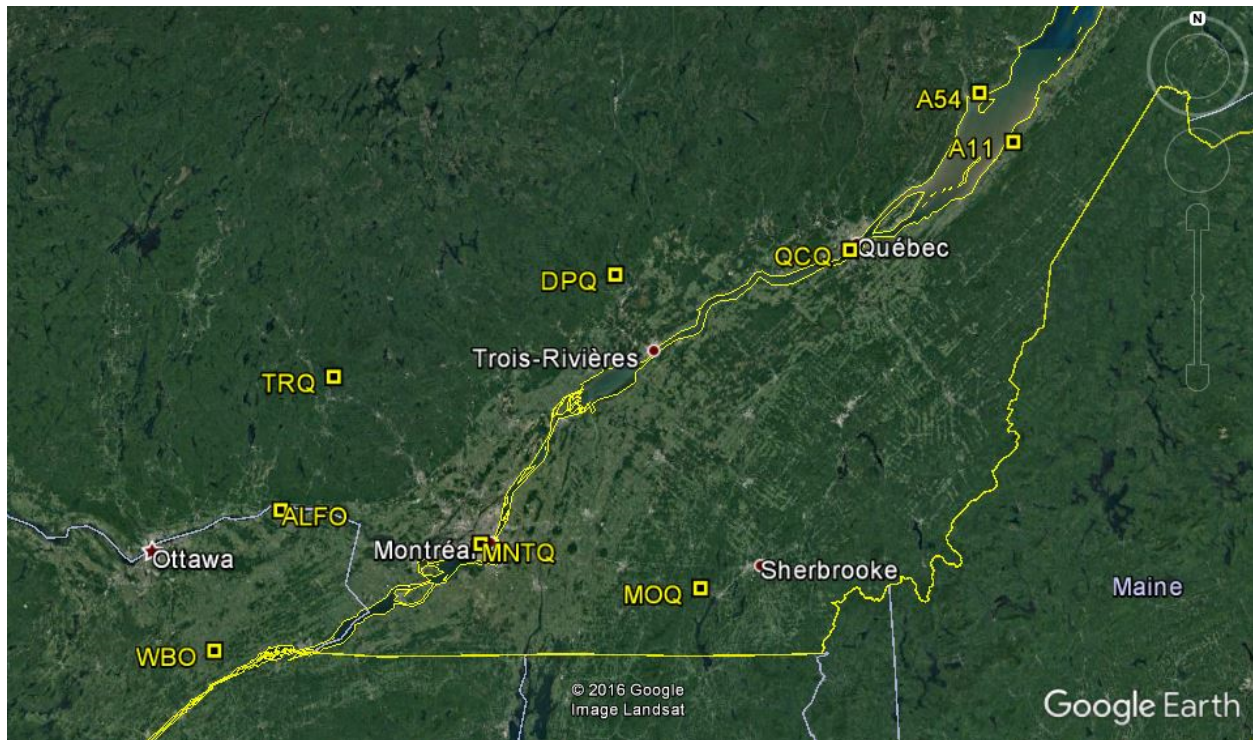 N
A54
A11
QCQ
Québec
DPQ
Trois-Rivières
TRQ
ALFO
Ottawa
Montréal
MNTQ
Sherbrooke
MOQ
Maine
WBO
© 2016 Google
Image Landsat
Google Earth